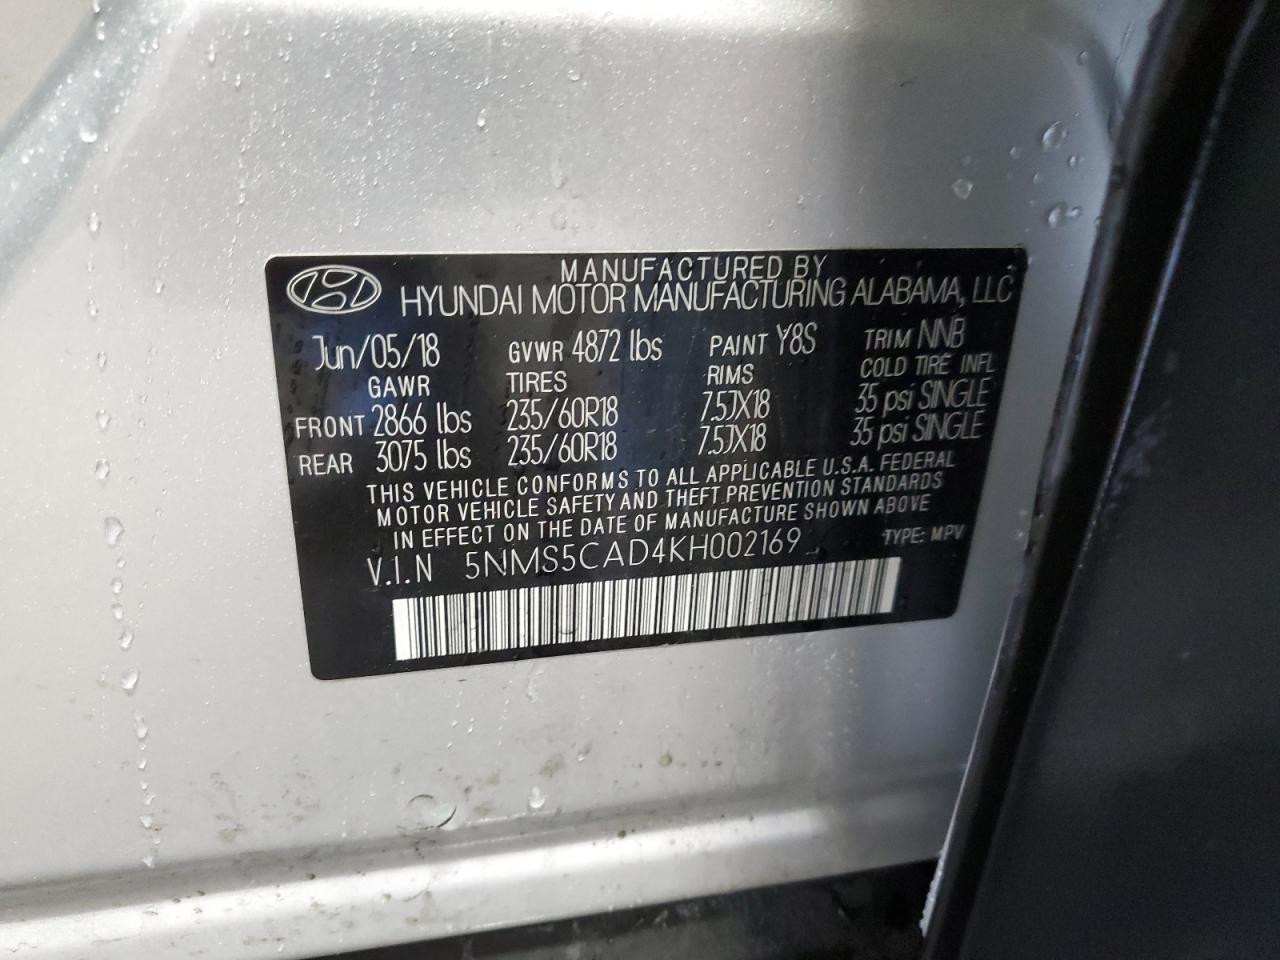 MANUFACTURED BY
HYUNDAI MOTOR MANUFACTURING ALABAMA, LLC
Jun/05/18 GVWR 4872 lbs PAINT Y8S TRIM NNB
GAWR TIRES RIMS COLD TIRE INFL
FRONT 2866 lbs 235/60R18 7.5JX18 35 psi SINGLE
REAR 3075 lbs 235/60R18 7.5JX18 35 psi SINGLE
THIS VEHICLE CONFORMS TO ALL APPLICABLE U.S.A. FEDERAL
MOTOR VEHICLE SAFETY AND THEFT PREVENTION STANDARDS
IN EFFECT ON THE DATE OF MANUFACTURE SHOWN ABOVE
V.I.N 5NMS5CAD4KH002169 TYPE: MPV